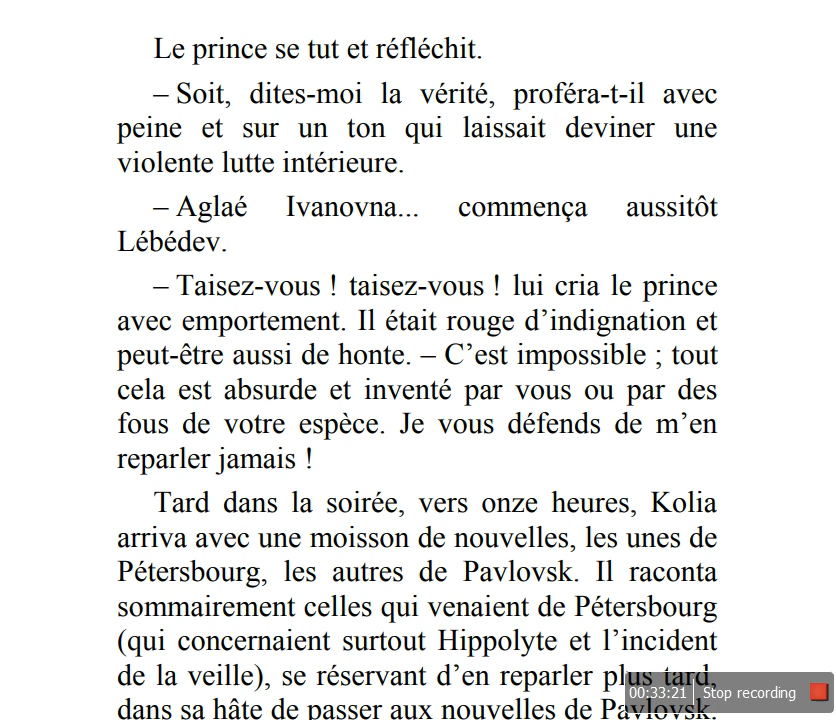 Le prince se tut et réfléchit.
– Soit, dites-moi la vérité, proféra-t-il avec
peine et sur un ton qui laissait deviner une
violente lutte intérieure.
– Aglaé Ivanovna... commença aussitôt
Lébédev.
– Taisez-vous ! taisez-vous ! lui cria le prince
avec emportement. Il était rouge d’indignation et
peut-être aussi de honte. – C’est impossible ; tout
cela est absurde et inventé par vous ou par des
fous de votre espèce. Je vous défends de m’en
reparler jamais !
Tard dans la soirée, vers onze heures, Kolia
arriva avec une moisson de nouvelles, les unes de
Pétersbourg, les autres de Pavlovsk. Il raconta
sommairement celles qui venaient de Pétersbourg
(qui concernaient surtout Hippolyte et l’incident
de la veille), se réservant d’en reparler plus tard,
dans sa hâte de passer aux nouvelles de Pavlovsk.
00:33:21 Stop recording